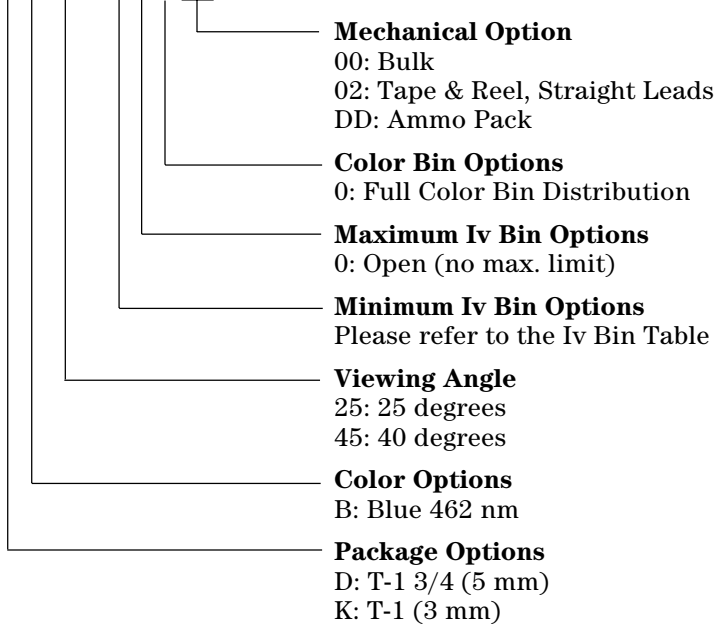 Mechanical Option
00: Bulk
02: Tape & Reel, Straight Leads
DD: Ammo Pack
Color Bin Options
0: Full Color Bin Distribution
Maximum Iv Bin Options
0: Open (no max. limit)
Minimum Iv Bin Options
Please refer to the Iv Bin Table
Viewing Angle
25: 25 degrees
45: 40 degrees
Color Options
B: Blue 462 nm
Package Options
D: T-1 3/4 (5 mm)
K: T-1 (3 mm)